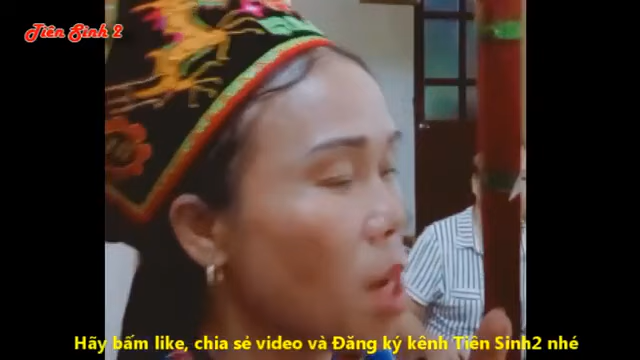 Tiên Sinh 2
Hãy bấm like, chia sẻ video và Đăng ký kênh Tiên Sinh2 nhé